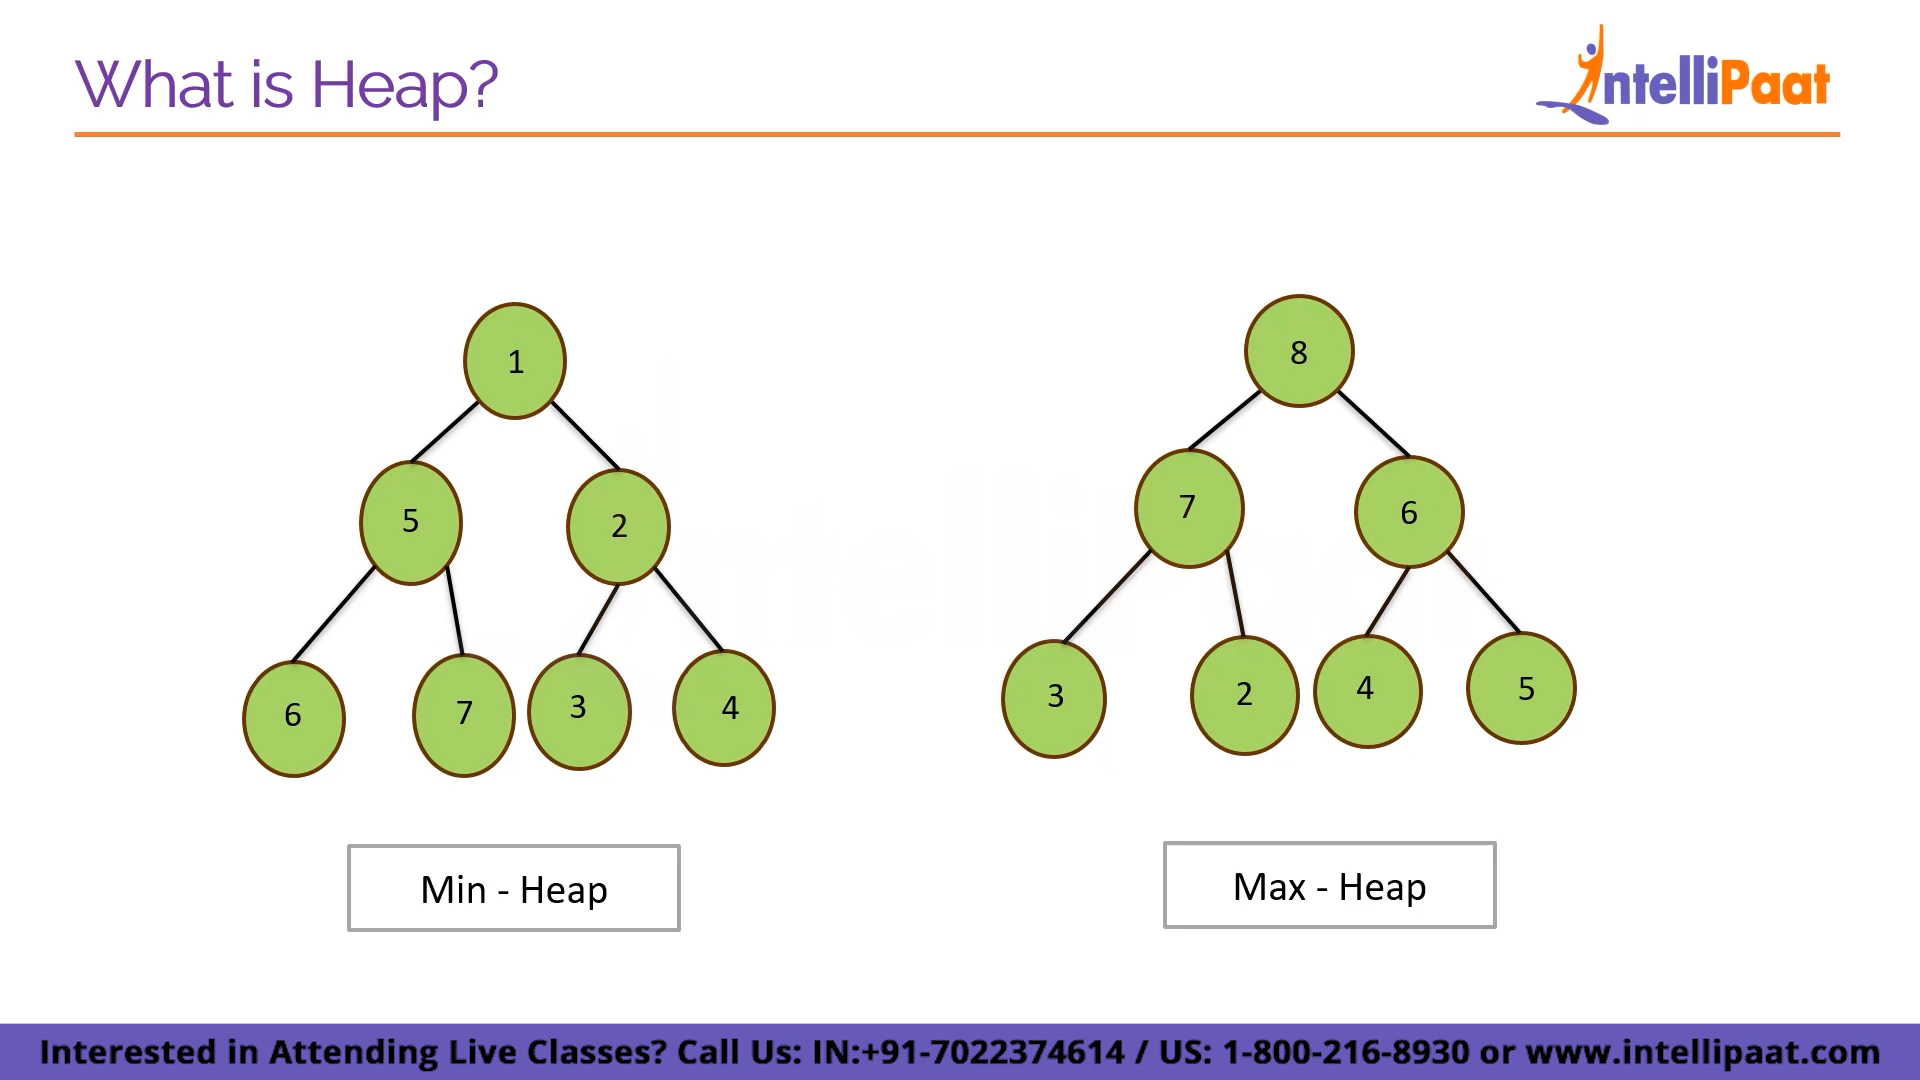 What is Heap?
IntelliPaat
1
5
2
6
7
3
4
Min - Heap
8
7
6
3
2
4
5
Max - Heap
Interested in Attending Live Classes? Call Us: IN:+91-7022374614 / US: 1-800-216-8930 or www.intellipaat.com